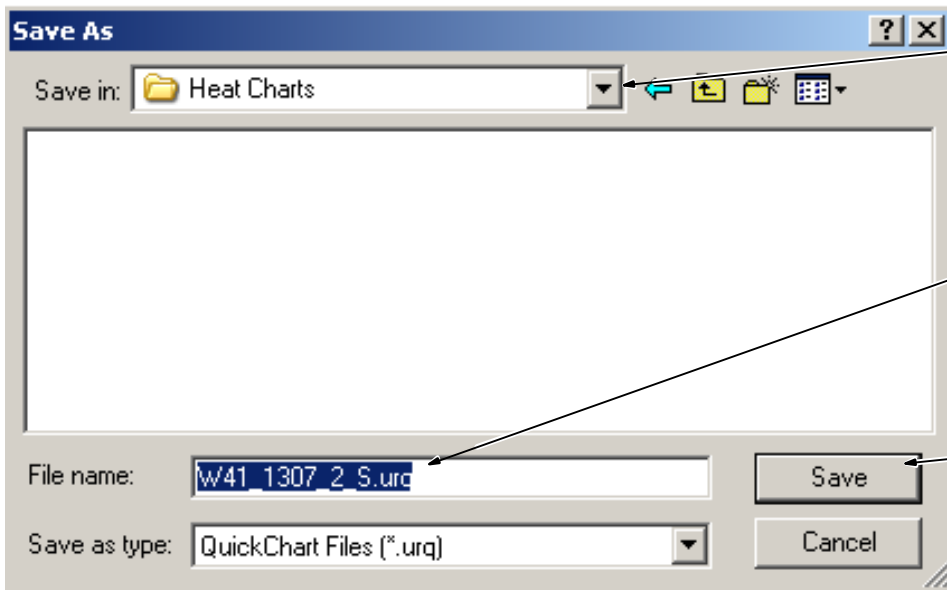 Save As
Save in: Heat Charts
File name: W41_1307_2_S.urq
Save
Save as type: QuickChart Files (*.urq)
Cancel